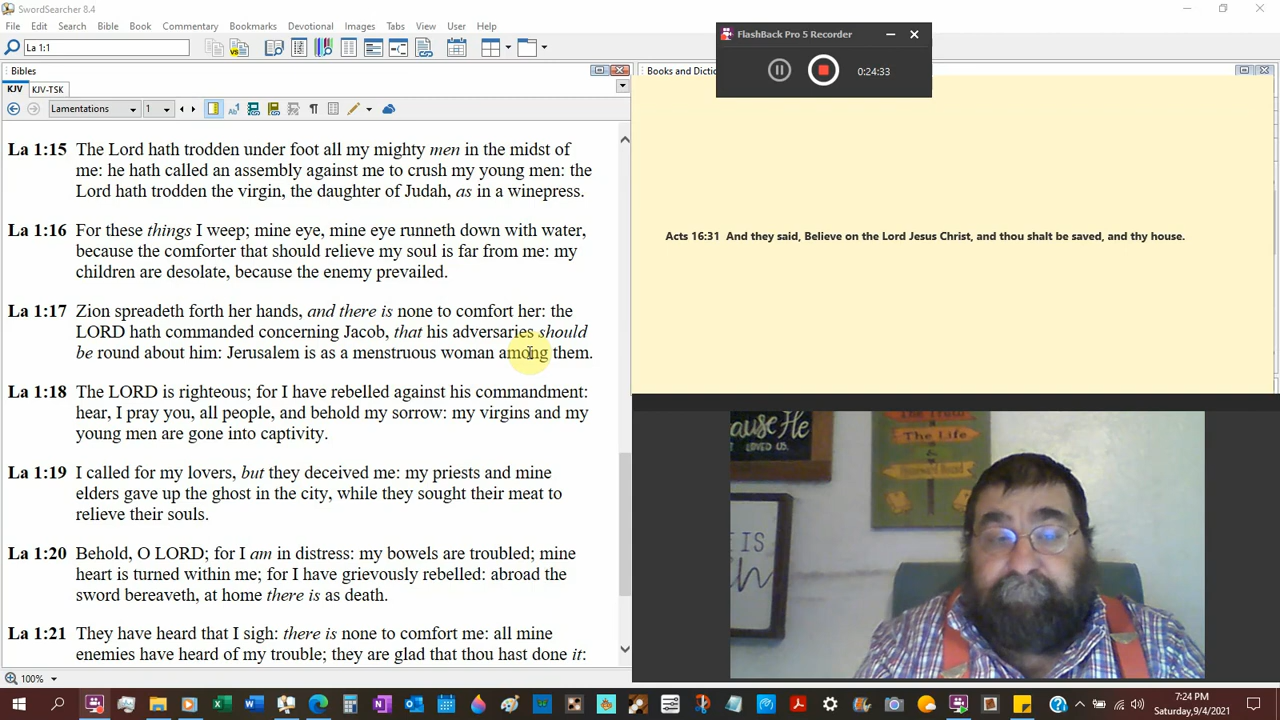 SwordSearcher 8.4
File Edit Search Bible Book Commentary Bookmarks Devotional Images Tabs View User Help
La 1:1
Bibles
KJV KJV-TSK
Lamentations 1
La 1:15 The Lord hath trodden under foot all my mighty men in the midst of
me: he hath called an assembly against me to crush my young men: the
Lord hath trodden the virgin, the daughter of Judah, as in a winepress.
La 1:16 For these things I weep; mine eye, mine eye runneth down with water,
because the comforter that should relieve my soul is far from me: my
children are desolate, because the enemy prevailed.
La 1:17 Zion spreadeth forth her hands, and there is none to comfort her: the
LORD hath commanded concerning Jacob, that his adversaries should
be round about him: Jerusalem is as a menstruous woman among them.
La 1:18 The LORD is righteous; for I have rebelled against his commandment:
hear, I pray you, all people, and behold my sorrow: my virgins and my
young men are gone into captivity.
La 1:19 I called for my lovers, but they deceived me: my priests and mine
elders gave up the ghost in the city, while they sought their meat to
relieve their souls.
La 1:20 Behold, O LORD; for I am in distress: my bowels are troubled; mine
heart is turned within me; for I have grievously rebelled: abroad the
sword bereaveth, at home there is as death.
La 1:21 They have heard that I sigh: there is none to comfort me: all mine
enemies have heard of my trouble; they are glad that thou hast done it:
100%
FlashBack Pro 5 Recorder
0:24:33
Books and Dicti
Acts 16:31 And they said, Believe on the Lord Jesus Christ, and thou shalt be saved, and thy house.
ause He
LOVED US.
The Truth
The Life
E IS
7:24 PM
Saturday,9/4/2021